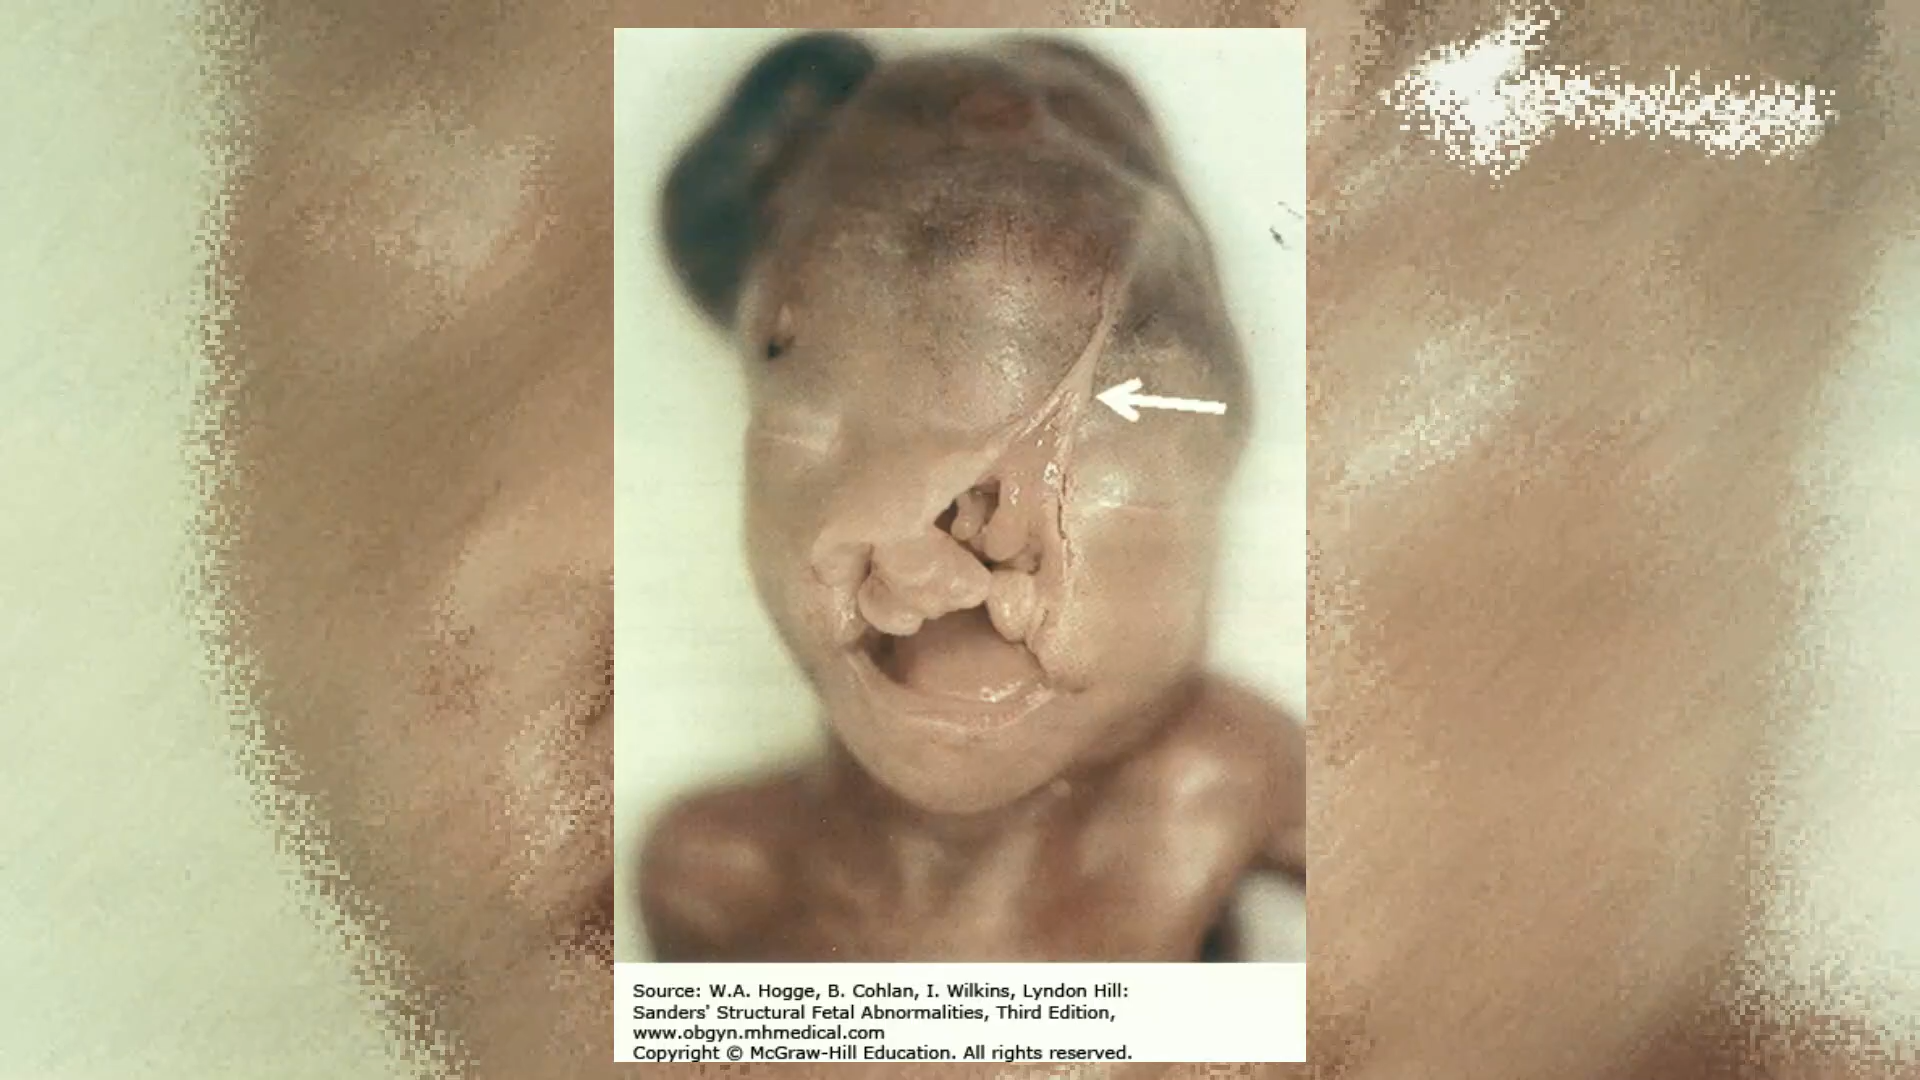 Source: W.A. Hogge, B. Cohlan, I. Wilkins, Lyndon Hill:
Sanders' Structural Fetal Abnormalities, Third Edition,
www.obgyn.mhmedical.com
Copyright © McGraw-Hill Education. All rights reserved.